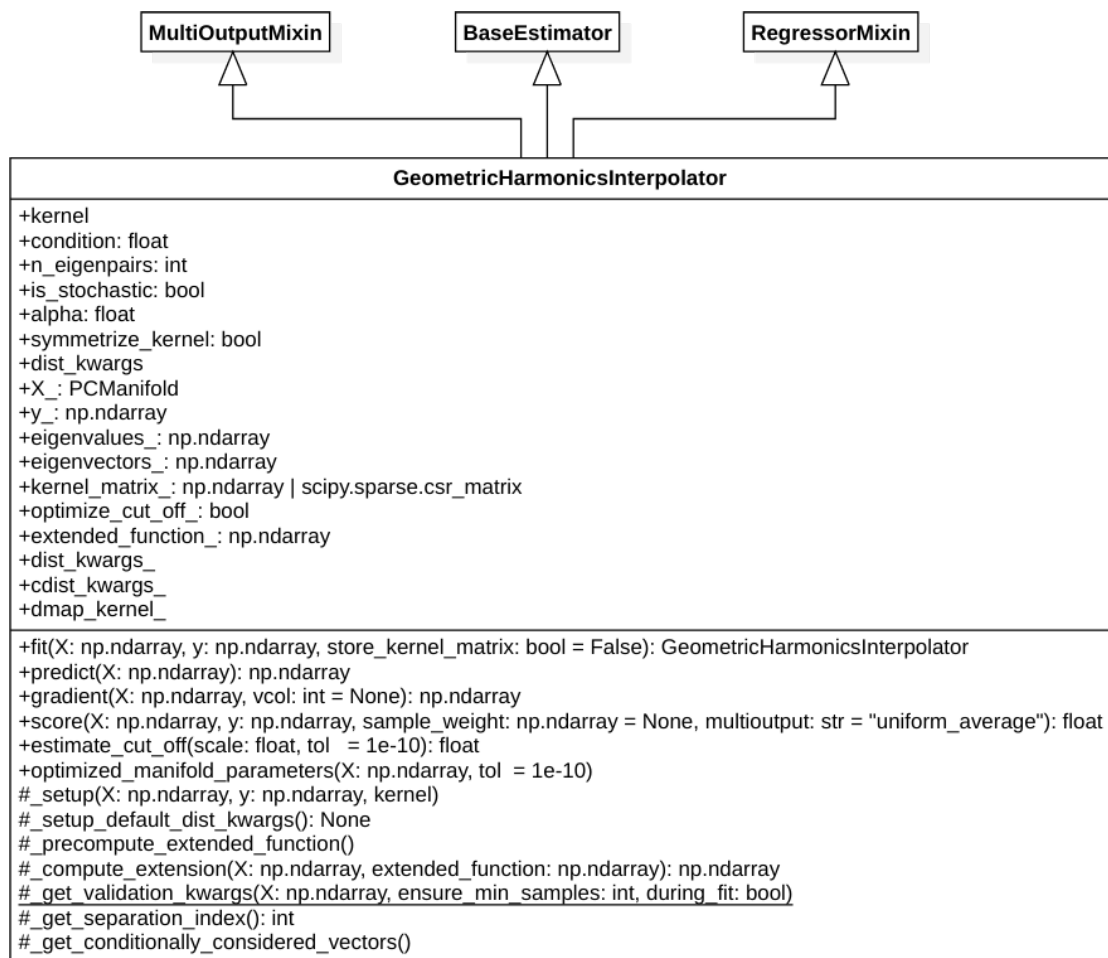 MultiOutputMixin
BaseEstimator
RegressorMixin
GeometricHarmonicsInterpolator
+kernel
+condition: float
+n_eigenpairs: int
+is_stochastic: bool
+alpha: float
+symmetrize_kernel: bool
+dist_kwargs
+X_: PCManifold
+y_: np.ndarray
+eigenvalues_: np.ndarray
+eigenvectors_: np.ndarray
+kernel_matrix_: np.ndarray | scipy.sparse.csr_matrix
+optimize_cut_off_: bool
+extended_function_: np.ndarray
+dist_kwargs_
+cdist_kwargs_
+dmap_kernel_
+fit(X: np.ndarray, y: np.ndarray, store_kernel_matrix: bool = False): GeometricHarmonicsInterpolator
+predict(X: np.ndarray): np.ndarray
+gradient(X: np.ndarray, vcol: int = None): np.ndarray
+score(X: np.ndarray, y: np.ndarray, sample_weight: np.ndarray = None, multioutput: str = "uniform_average"): float
+estimate_cut_off(scale: float, tol  = 1e-10): float
+optimized_manifold_parameters(X: np.ndarray, tol  = 1e-10)
#_setup(X: np.ndarray, y: np.ndarray, kernel)
#_setup_default_dist_kwargs(): None
#_precompute_extended_function()
#_compute_extension(X: np.ndarray, extended_function: np.ndarray): np.ndarray
#_get_validation_kwargs(X: np.ndarray, ensure_min_samples: int, during_fit: bool)
#_get_separation_index(): int
#_get_conditionally_considered_vectors()